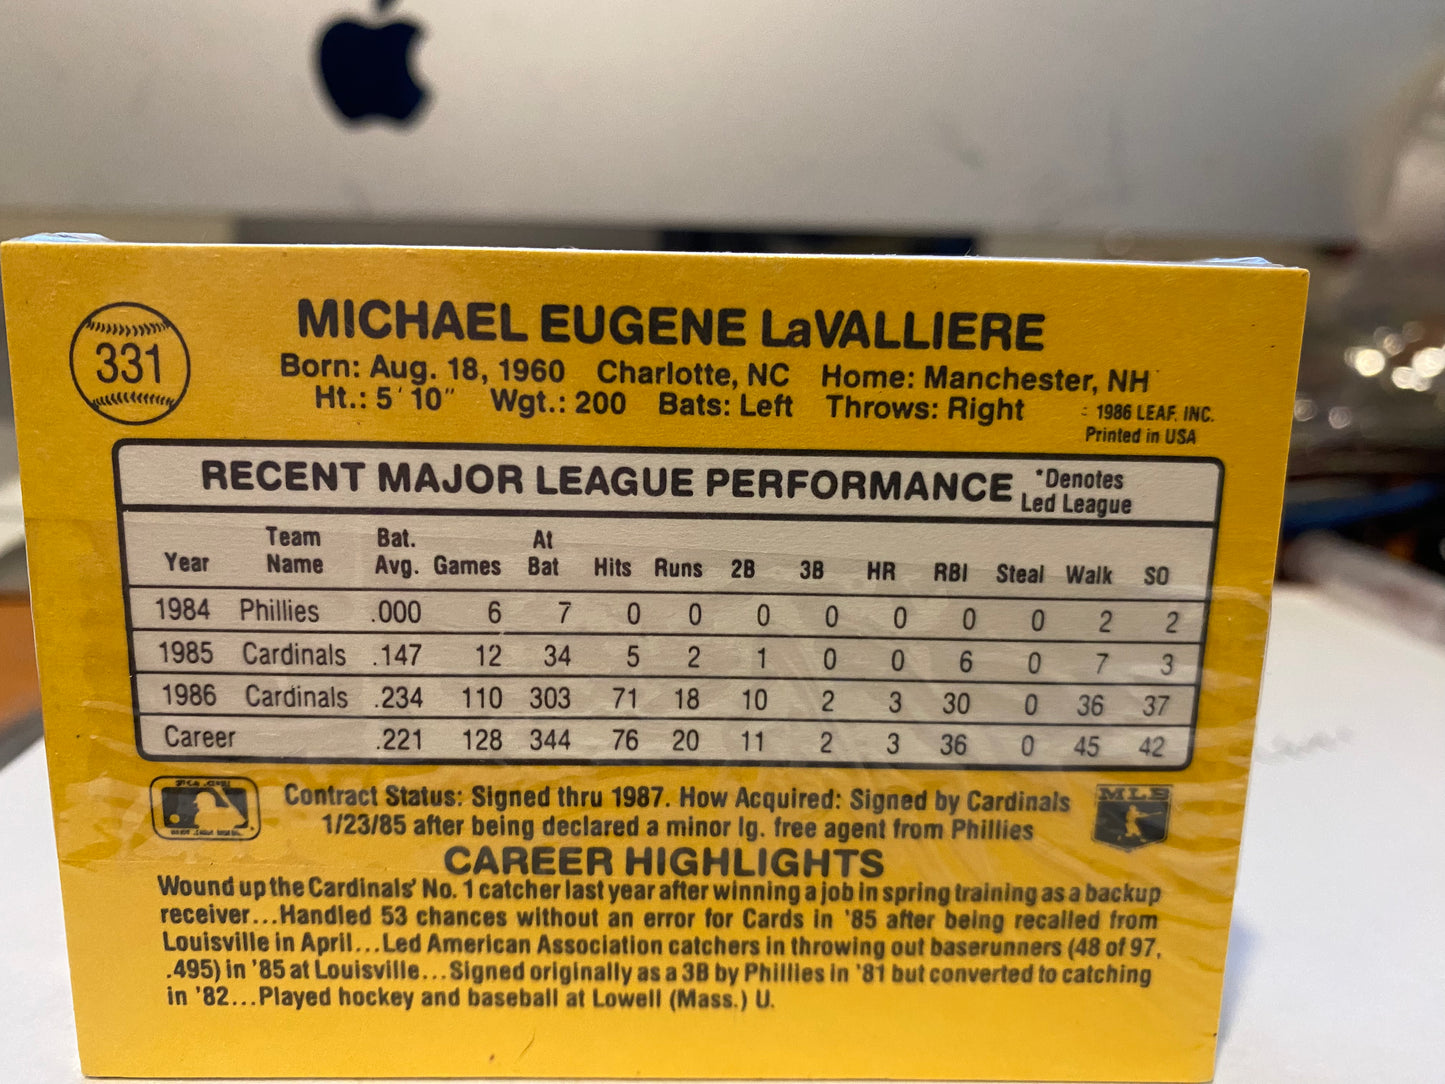 331
MICHAEL EUGENE LaVALLIERE
Born: Aug. 18, 1960 Charlotte, NC Home: Manchester, NH
Ht.: 5' 10" Wgt.: 200 Bats: Left Throws: Right
1986 LEAF, INC.
Printed in USA
RECENT MAJOR LEAGUE PERFORMANCE *Denotes
Led League
Year Team Name Bat. Avg. Games At Bat Hits Runs 2B 3B HR RBI Steal Walk SO
1984 Phillies .000 6 7 0 0 0 0 0 0 0 2 2
1985 Cardinals .147 12 34 5 2 1 0 0 6 0 7 3
1986 Cardinals .234 110 303 71 18 10 2 3 30 0 36 37
Career .221 128 344 76 20 11 2 3 36 0 45 42
Contract Status: Signed thru 1987. How Acquired: Signed by Cardinals
1/23/85 after being declared a minor lg. free agent from Phillies
MLB
CAREER HIGHLIGHTS
Wound up the Cardinals' No. 1 catcher last year after winning a job in spring training as a backup
receiver...Handled 53 chances without an error for Cards in '85 after being recalled from
Louisville in April...Led American Association catchers in throwing out baserunners (48 of 97,
.495) in '85 at Louisville...Signed originally as a 3B by Phillies in '81 but converted to catching
in '82...Played hockey and baseball at Lowell (Mass.) U.